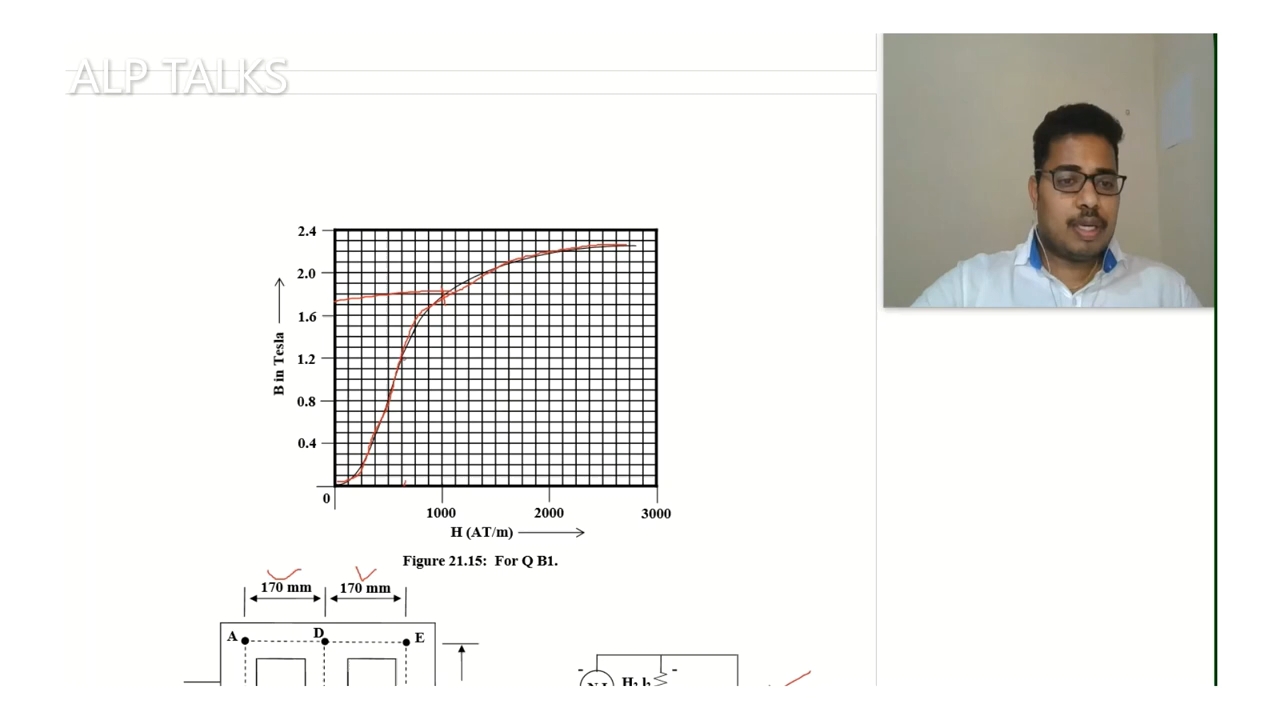 ALP TALKS
2.4
2.0
1.6
1.2
0.8
0.4
0
B in Tesla
1000 2000 3000
H (AT/m)
Figure 21.15: For Q B1.
170 mm 170 mm
A D E
- -